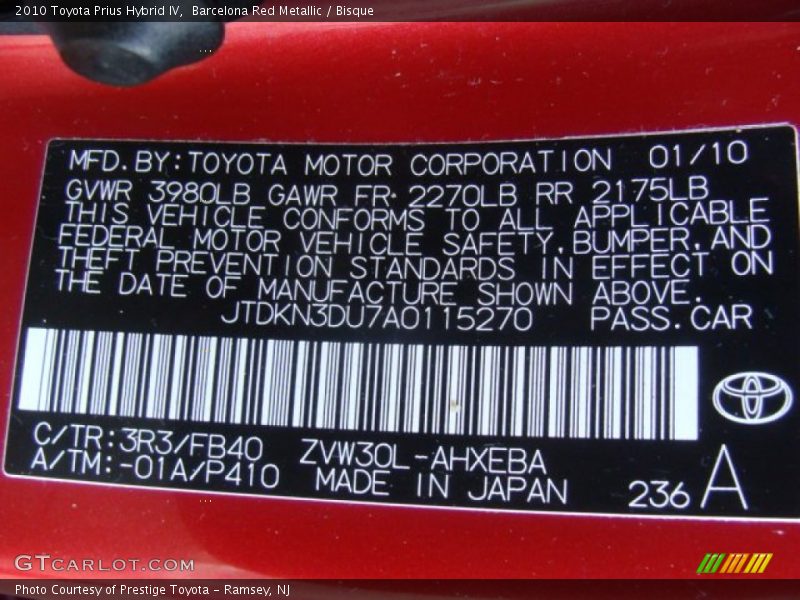 2010 Toyota Prius Hybrid IV,  Barcelona Red Metallic / Bisque
MFD. BY: TOYOTA MOTOR CORPORATION 01/10
GVWR 3980LB GAWR FR 2270LB RR 2175LB
THIS VEHICLE CONFORMS TO ALL APPLICABLE
FEDERAL MOTOR VEHICLE SAFETY, BUMPER, AND
THEFT PREVENTION STANDARDS IN EFFECT ON
THE DATE OF MANUFACTURE SHOWN ABOVE.
JTDKN3DU7A0115270 PASS. CAR
C/TR: 3R3/FB40 ZVW30L-AHXEBA
A/TM: -01A/P410 MADE IN JAPAN 236 A
GTCARLOT.COM
Photo Courtesy of Prestige Toyota - Ramsey, NJ